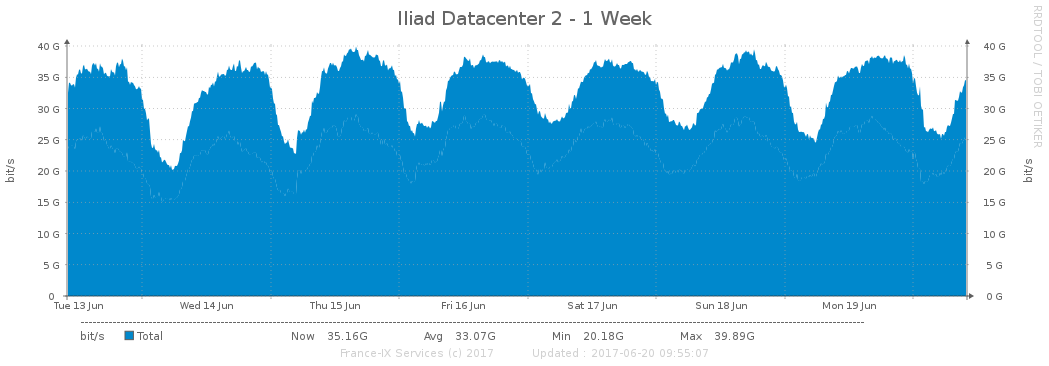 Iliad Datacenter 2 - 1 Week
RRDTOOL / TOBI OETIKER
40 G 40 G
35 G 35 G
30 G 30 G
25 G 25 G
20 G 20 G
15 G 15 G
10 G 10 G
5 G 5 G
0 0 G
bit/s bit/s
Tue 13 Jun Wed 14 Jun Thu 15 Jun Fri 16 Jun Sat 17 Jun Sun 18 Jun Mon 19 Jun
bit/s Total Now 35.16G Avg 33.07G Min 20.18G Max 39.89G
France-IX Services (c) 2017 Updated : 2017-06-20 09:55:07